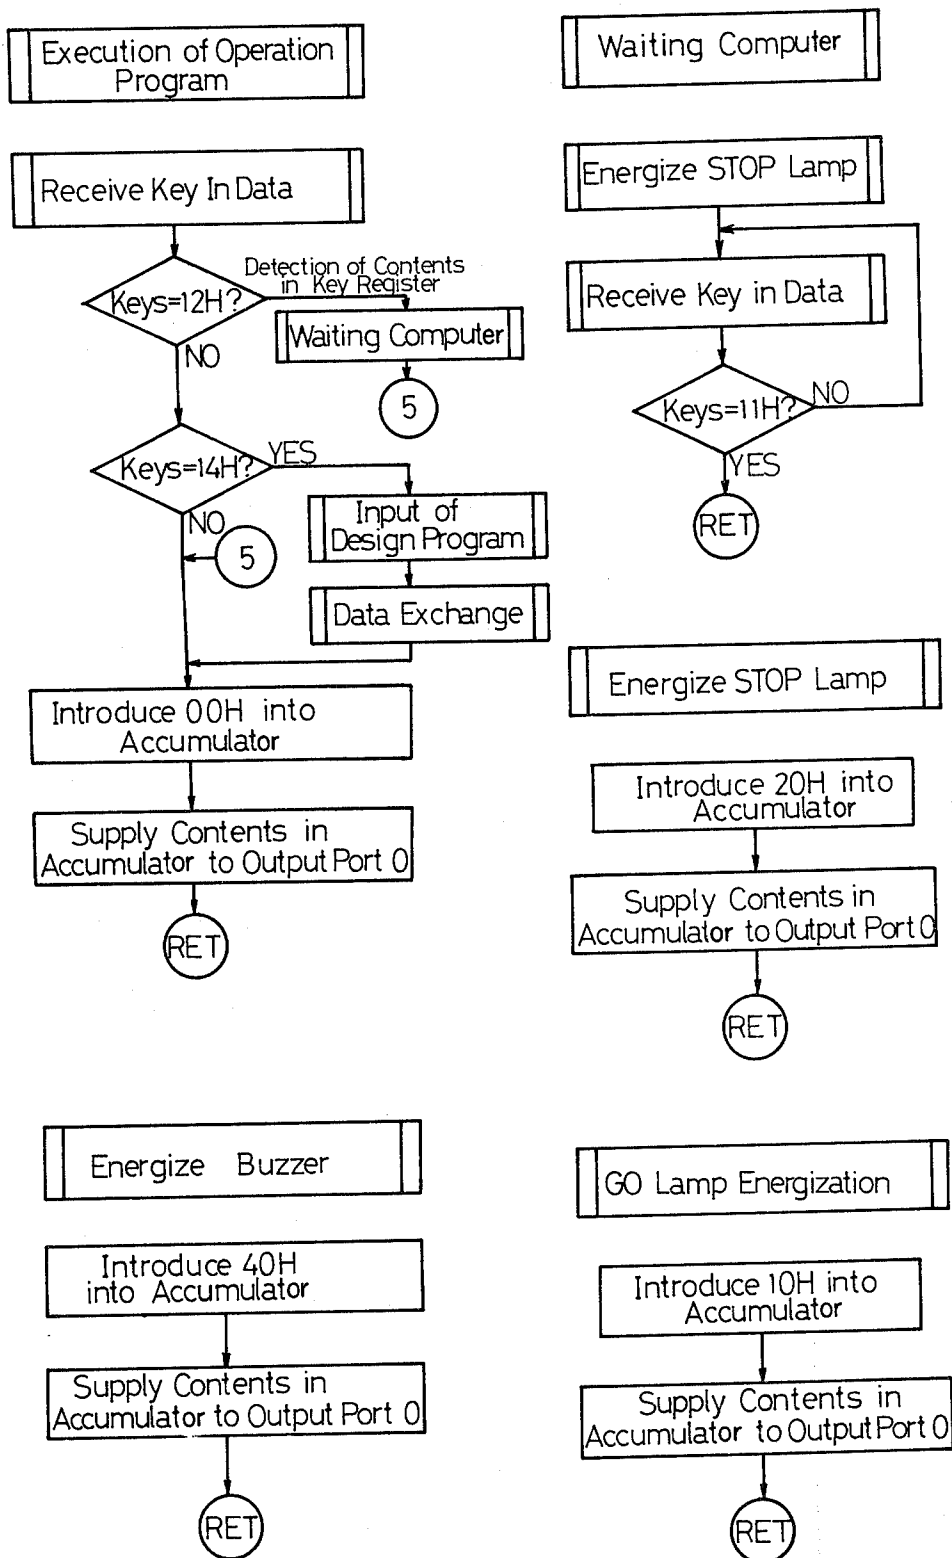 Execution of Operation
Program
Receive Key In Data
Keys=12H?
Detection of Contents
in Key Register
Waiting Computer
5
NO
Keys=14H?
YES
Input of
Design Program
Data Exchange
NO
5
Introduce 00H into
Accumulator
Supply Contents in
Accumulator to Output Port 0
RET
Waiting Computer
Energize STOP Lamp
Receive Key in Data
Keys=11H?
NO
YES
RET
Energize STOP Lamp
Introduce 20H into
Accumulator
Supply Contents in
Accumulator to Output Port 0
RET
Energize Buzzer
Introduce 40H
into Accumulator
Supply Contents in
Accumulator to Output Port 0
RET
GO Lamp Energization
Introduce 10H into
Accumulator
Supply Contents in
Accumulator to Output Port 0
RET